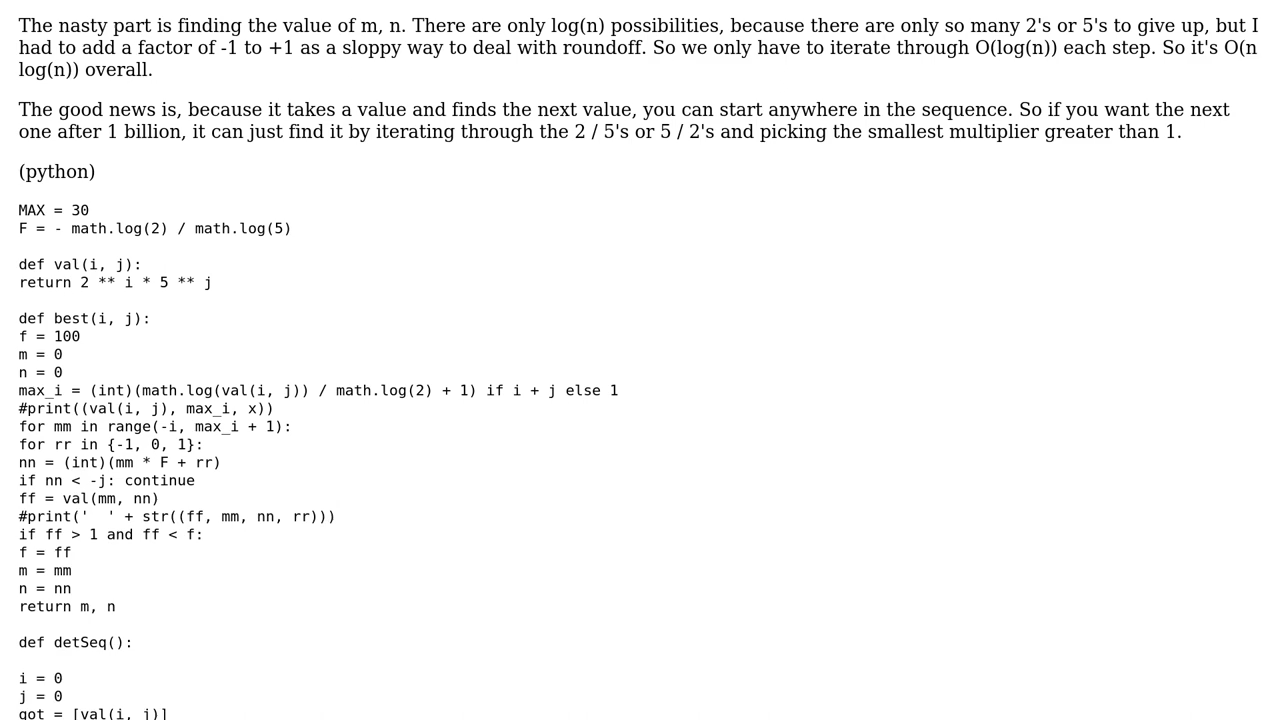 The nasty part is finding the value of m, n. There are only log(n) possibilities, because there are only so many 2's or 5's to give up, but I
had to add a factor of -1 to +1 as a sloppy way to deal with roundoff. So we only have to iterate through O(log(n)) each step. So it's O(n
log(n)) overall.
The good news is, because it takes a value and finds the next value, you can start anywhere in the sequence. So if you want the next
one after 1 billion, it can just find it by iterating through the 2 / 5's or 5 / 2's and picking the smallest multiplier greater than 1.
(python)
MAX = 30
F = - math.log(2) / math.log(5)
def val(i, j):
return 2 ** i * 5 ** j
def best(i, j):
f = 100
m = 0
n = 0
max_i = (int)(math.log(val(i, j)) / math.log(2) + 1) if i + j else 1
#print((val(i, j), max_i, x))
for mm in range(-i, max_i + 1):
for rr in {-1, 0, 1}:
nn = (int)(mm * F + rr)
if nn < -j: continue
ff = val(mm, nn)
#print('  ' + str((ff, mm, nn, rr)))
if ff > 1 and ff < f:
f = ff
m = mm
n = nn
return m, n
def detSeq():
i = 0
j = 0
got = [val(i, j)]